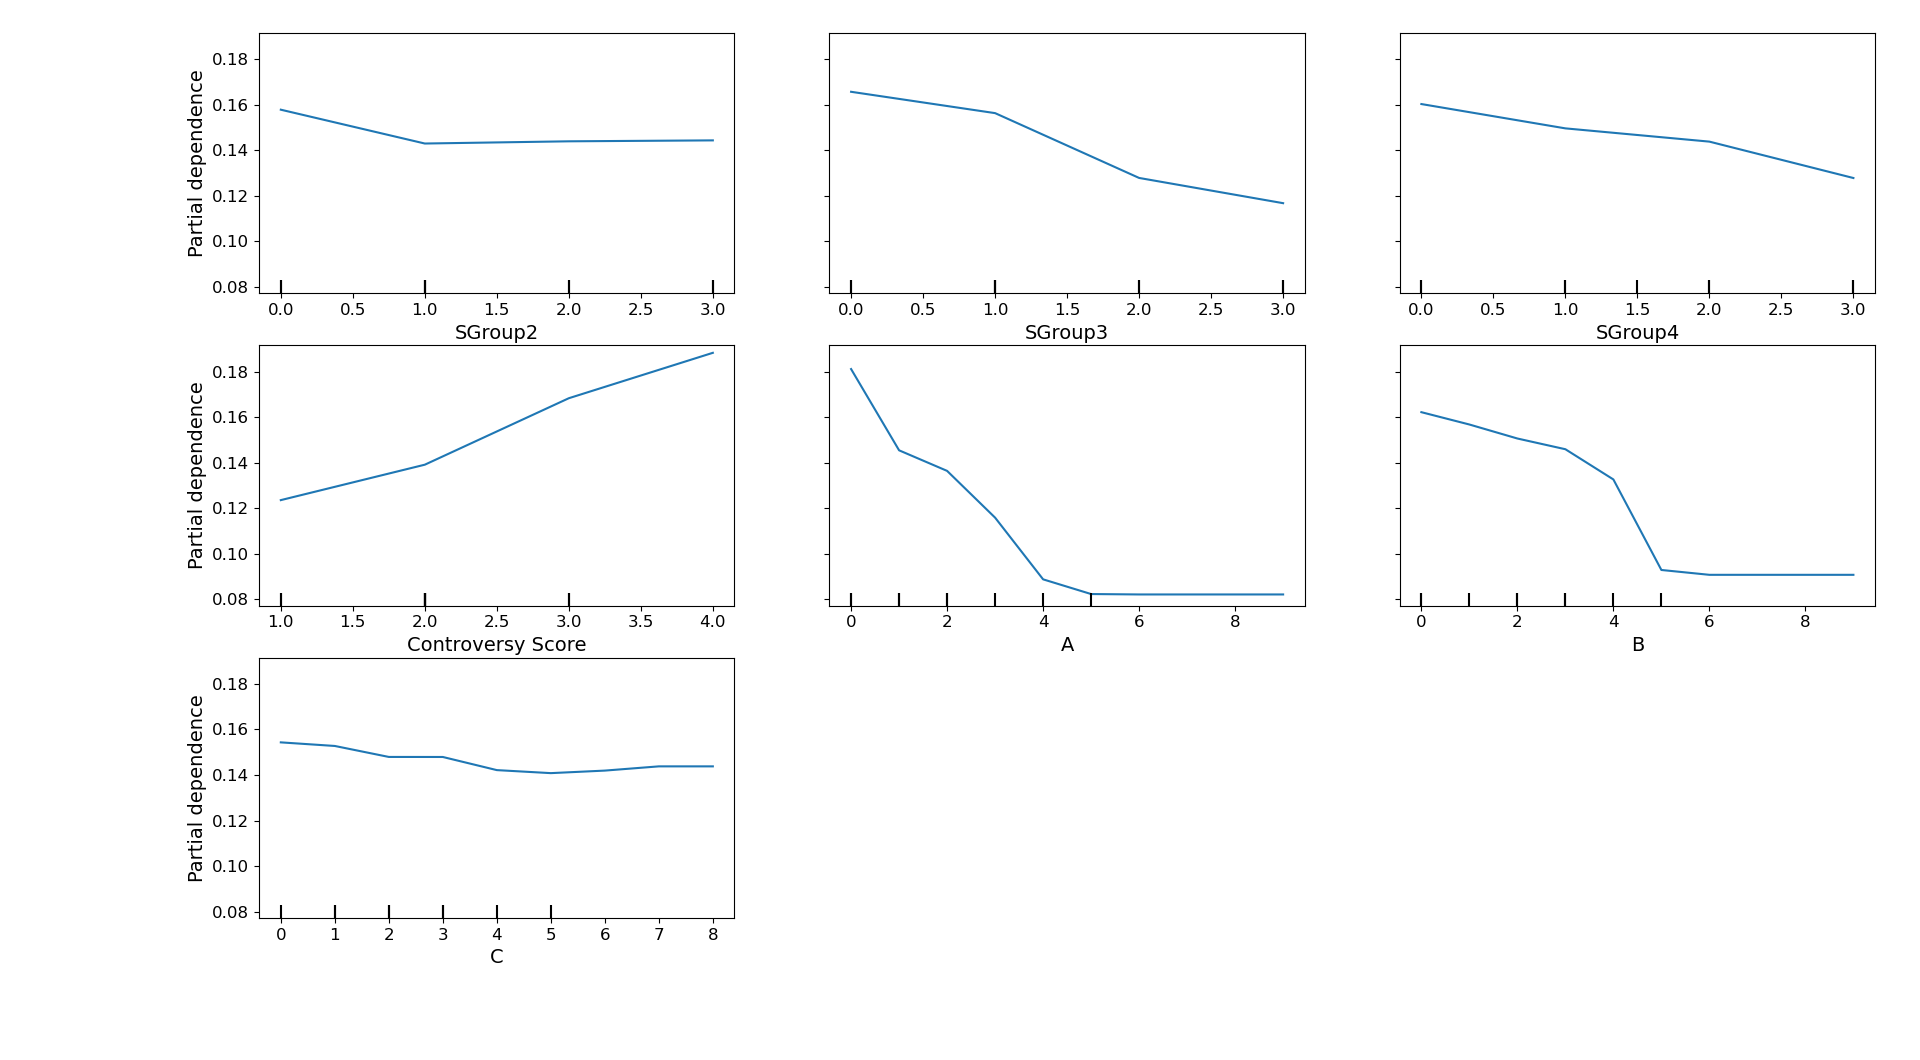 Partial dependence
0.18
0.16
0.14
0.12
0.10
0.08
0.0 0.5 1.0 1.5 2.0 2.5 3.0
SGroup2
0.0 0.5 1.0 1.5 2.0 2.5 3.0
SGroup3
0.0 0.5 1.0 1.5 2.0 2.5 3.0
SGroup4
Partial dependence
0.18
0.16
0.14
0.12
0.10
0.08
1.0 1.5 2.0 2.5 3.0 3.5 4.0
Controversy Score
0 2 4 6 8
A
0 2 4 6 8
B
Partial dependence
0.18
0.16
0.14
0.12
0.10
0.08
0 1 2 3 4 5 6 7 8
C